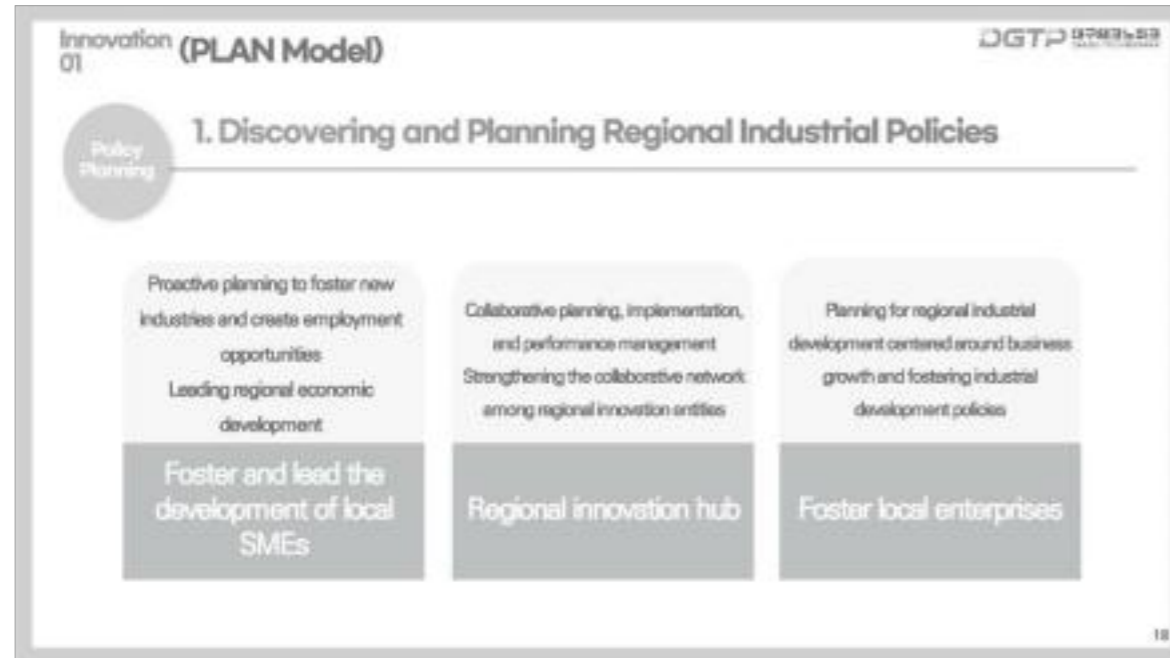 Innovation
01
(PLAN Model)
DGTP
Policy
Planning
1. Discovering and Planning Regional Industrial Policies
Proactive planning to foster new
industries and create employment
opportunities
Leading regional economic
development
Foster and lead the
development of local
SMEs
Collaborative planning, implementation,
and performance management
Strengthening the collaborative network
among regional innovation entities
Regional innovation hub
Planning for regional industrial
development centered around business
growth and fostering industrial
development policies
Foster local enterprises